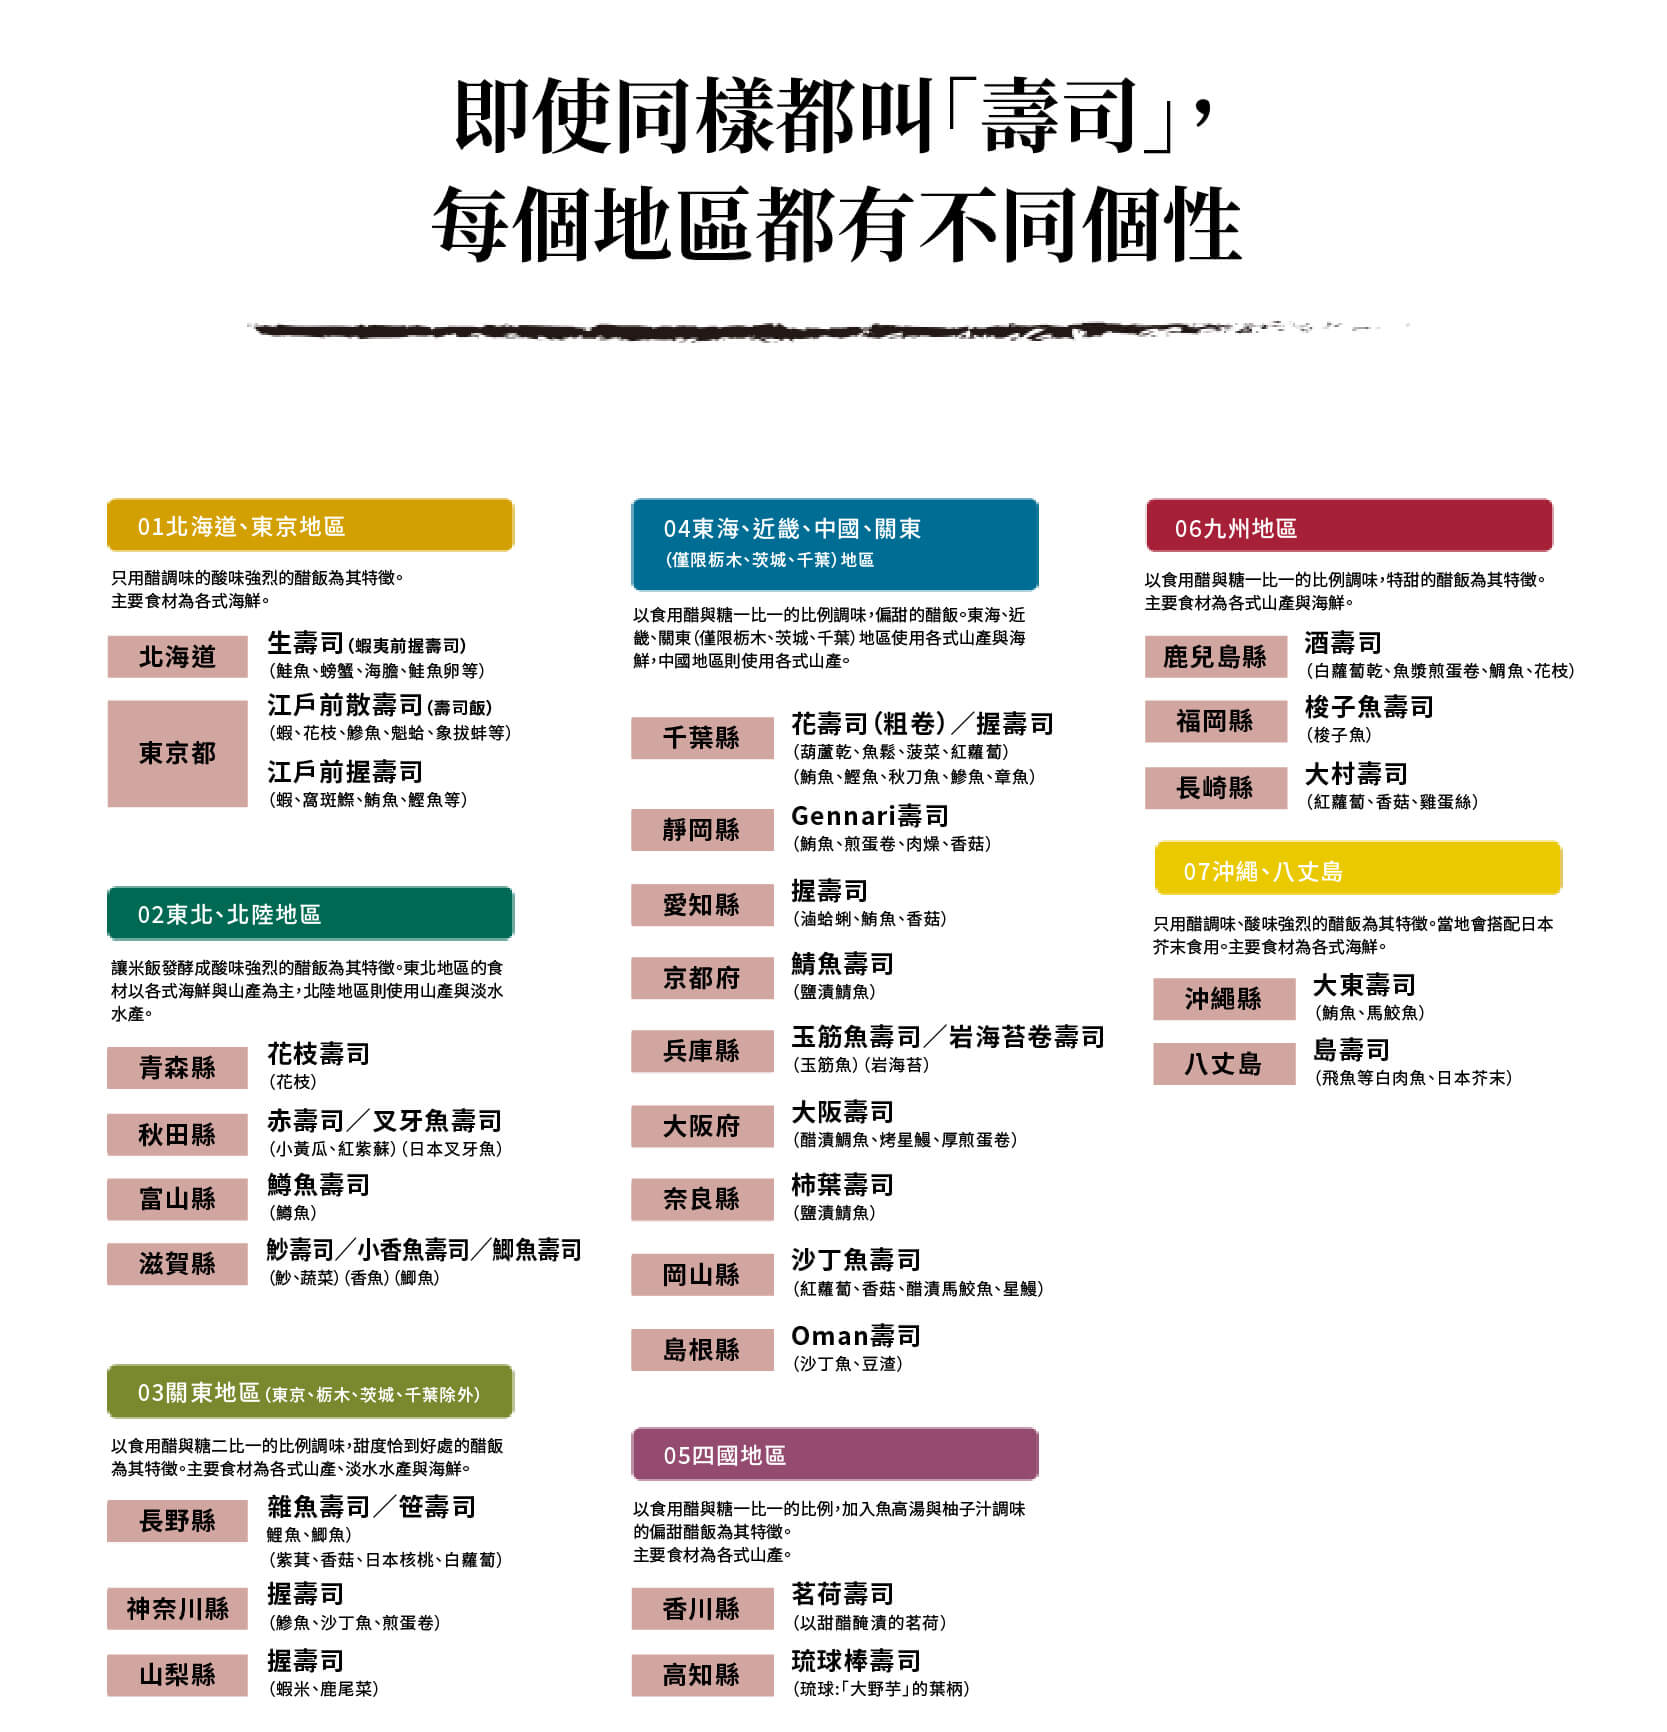 即使同樣都叫「壽司」，
每個地區都有不同個性
01北海道、東京地區
只用醋調味的酸味強烈的醋飯為其特徵。
主要食材為各式海鮮。
北海道
生壽司（蝦夷前握壽司）
（鮭魚、螃蟹、海膽、鮭魚卵等）
東京都
江戶前散壽司（壽司飯）
（蝦、花枝、鰺魚、魁蛤、象拔蚌等）
江戶前握壽司
（蝦、窩斑鰶、鮪魚、鰹魚等）
02東北、北陸地區
讓米飯發酵成酸味強烈的醋飯為其特徵。東北地區的食
材以各式海鮮與山產為主，北陸地區則使用山產與淡水
水產。
青森縣
花枝壽司
（花枝）
秋田縣
赤壽司／叉牙魚壽司
（小黃瓜、紅紫蘇）（日本叉牙魚）
富山縣
鱒魚壽司
（鱒魚）
滋賀縣
魦壽司／小香魚壽司／鯽魚壽司
（魦、蔬菜）（香魚）（鯽魚）
03關東地區（東京、栃木、茨城、千葉除外）
以食用醋與糖二比一的比例調味，甜度恰到好處的醋飯
為其特徵。主要食材為各式山產、淡水水產與海鮮。
長野縣
雜魚壽司／笹壽司
鯉魚、鯽魚）
（紫萁、香菇、日本核桃、白蘿蔔）
神奈川縣
握壽司
（鰺魚、沙丁魚、煎蛋卷）
山梨縣
握壽司
（蝦米、鹿尾菜）
04東海、近畿、中國、關東
（僅限栃木、茨城、千葉）地區
以食用醋與糖一比一的比例調味，偏甜的醋飯。東海、近
畿、關東（僅限栃木、茨城、千葉）地區使用各式山產與海
鮮，中國地區則使用各式山產。
千葉縣
花壽司（粗卷）／握壽司
（葫蘆乾、魚鬆、菠菜、紅蘿蔔）
（鮪魚、鰹魚、秋刀魚、鰺魚、章魚）
靜岡縣
Gennari壽司
（鮪魚、煎蛋卷、肉燥、香菇）
愛知縣
握壽司
（滷蛤蜊、鮪魚、香菇）
京都府
鯖魚壽司
（鹽漬鯖魚）
兵庫縣
玉筋魚壽司／岩海苔卷壽司
（玉筋魚）（岩海苔）
大阪府
大阪壽司
（醋漬鯛魚、烤星鰻、厚煎蛋卷）
奈良縣
柿葉壽司
（鹽漬鯖魚）
岡山縣
沙丁魚壽司
（紅蘿蔔、香菇、醋漬馬鮫魚、星鰻）
島根縣
Oman壽司
（沙丁魚、豆渣）
05四國地區
以食用醋與糖一比一的比例，加入魚高湯與柚子汁調味
的偏甜醋飯為其特徵。
主要食材為各式山產。
香川縣
茗荷壽司
（以甜醋醃漬的茗荷）
高知縣
琉球棒壽司
（琉球：「大野芋」的葉柄）
06九州地區
以食用醋與糖一比一的比例調味，特甜的醋飯為其特徵。
主要食材為各式山產與海鮮。
鹿兒島縣
酒壽司
（白蘿蔔乾、魚漿煎蛋卷、鯛魚、花枝）
福岡縣
梭子魚壽司
（梭子魚）
長崎縣
大村壽司
（紅蘿蔔、香菇、雞蛋絲）
07沖繩、八丈島
只用醋調味、酸味強烈的醋飯為其特徵。當地會搭配日本
芥末食用。主要食材為各式海鮮。
沖繩縣
大東壽司
（鮪魚、馬鮫魚）
八丈島
島壽司
（飛魚等白肉魚、日本芥末）